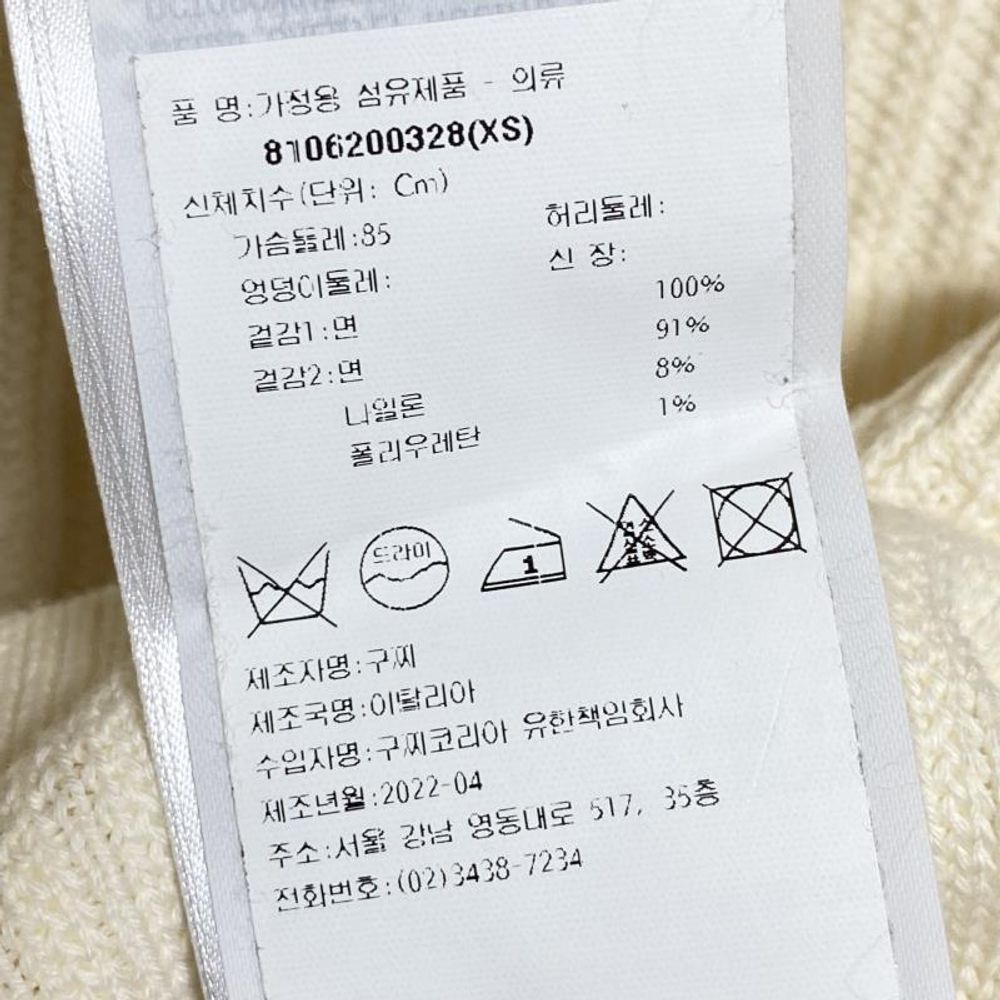 품 명:가정용 섬유제품 - 의류
8106200328(XS)
신체치수(단위: Cm)
가슴둘레:85 허리둘레:
엉덩이둘레: 신 장:
겉감1:면 100%
겉감2:면 91%
나일론 8%
폴리우레탄 1%
드라이
1
염소
산소
표백
제조자명:구찌
제조국명:이탈리아
수입자명:구찌코리아 유한책임회사
제조년월:2022-04
주소:서울 강남 영동대로 517, 35층
전화번호:(02)3438-7234